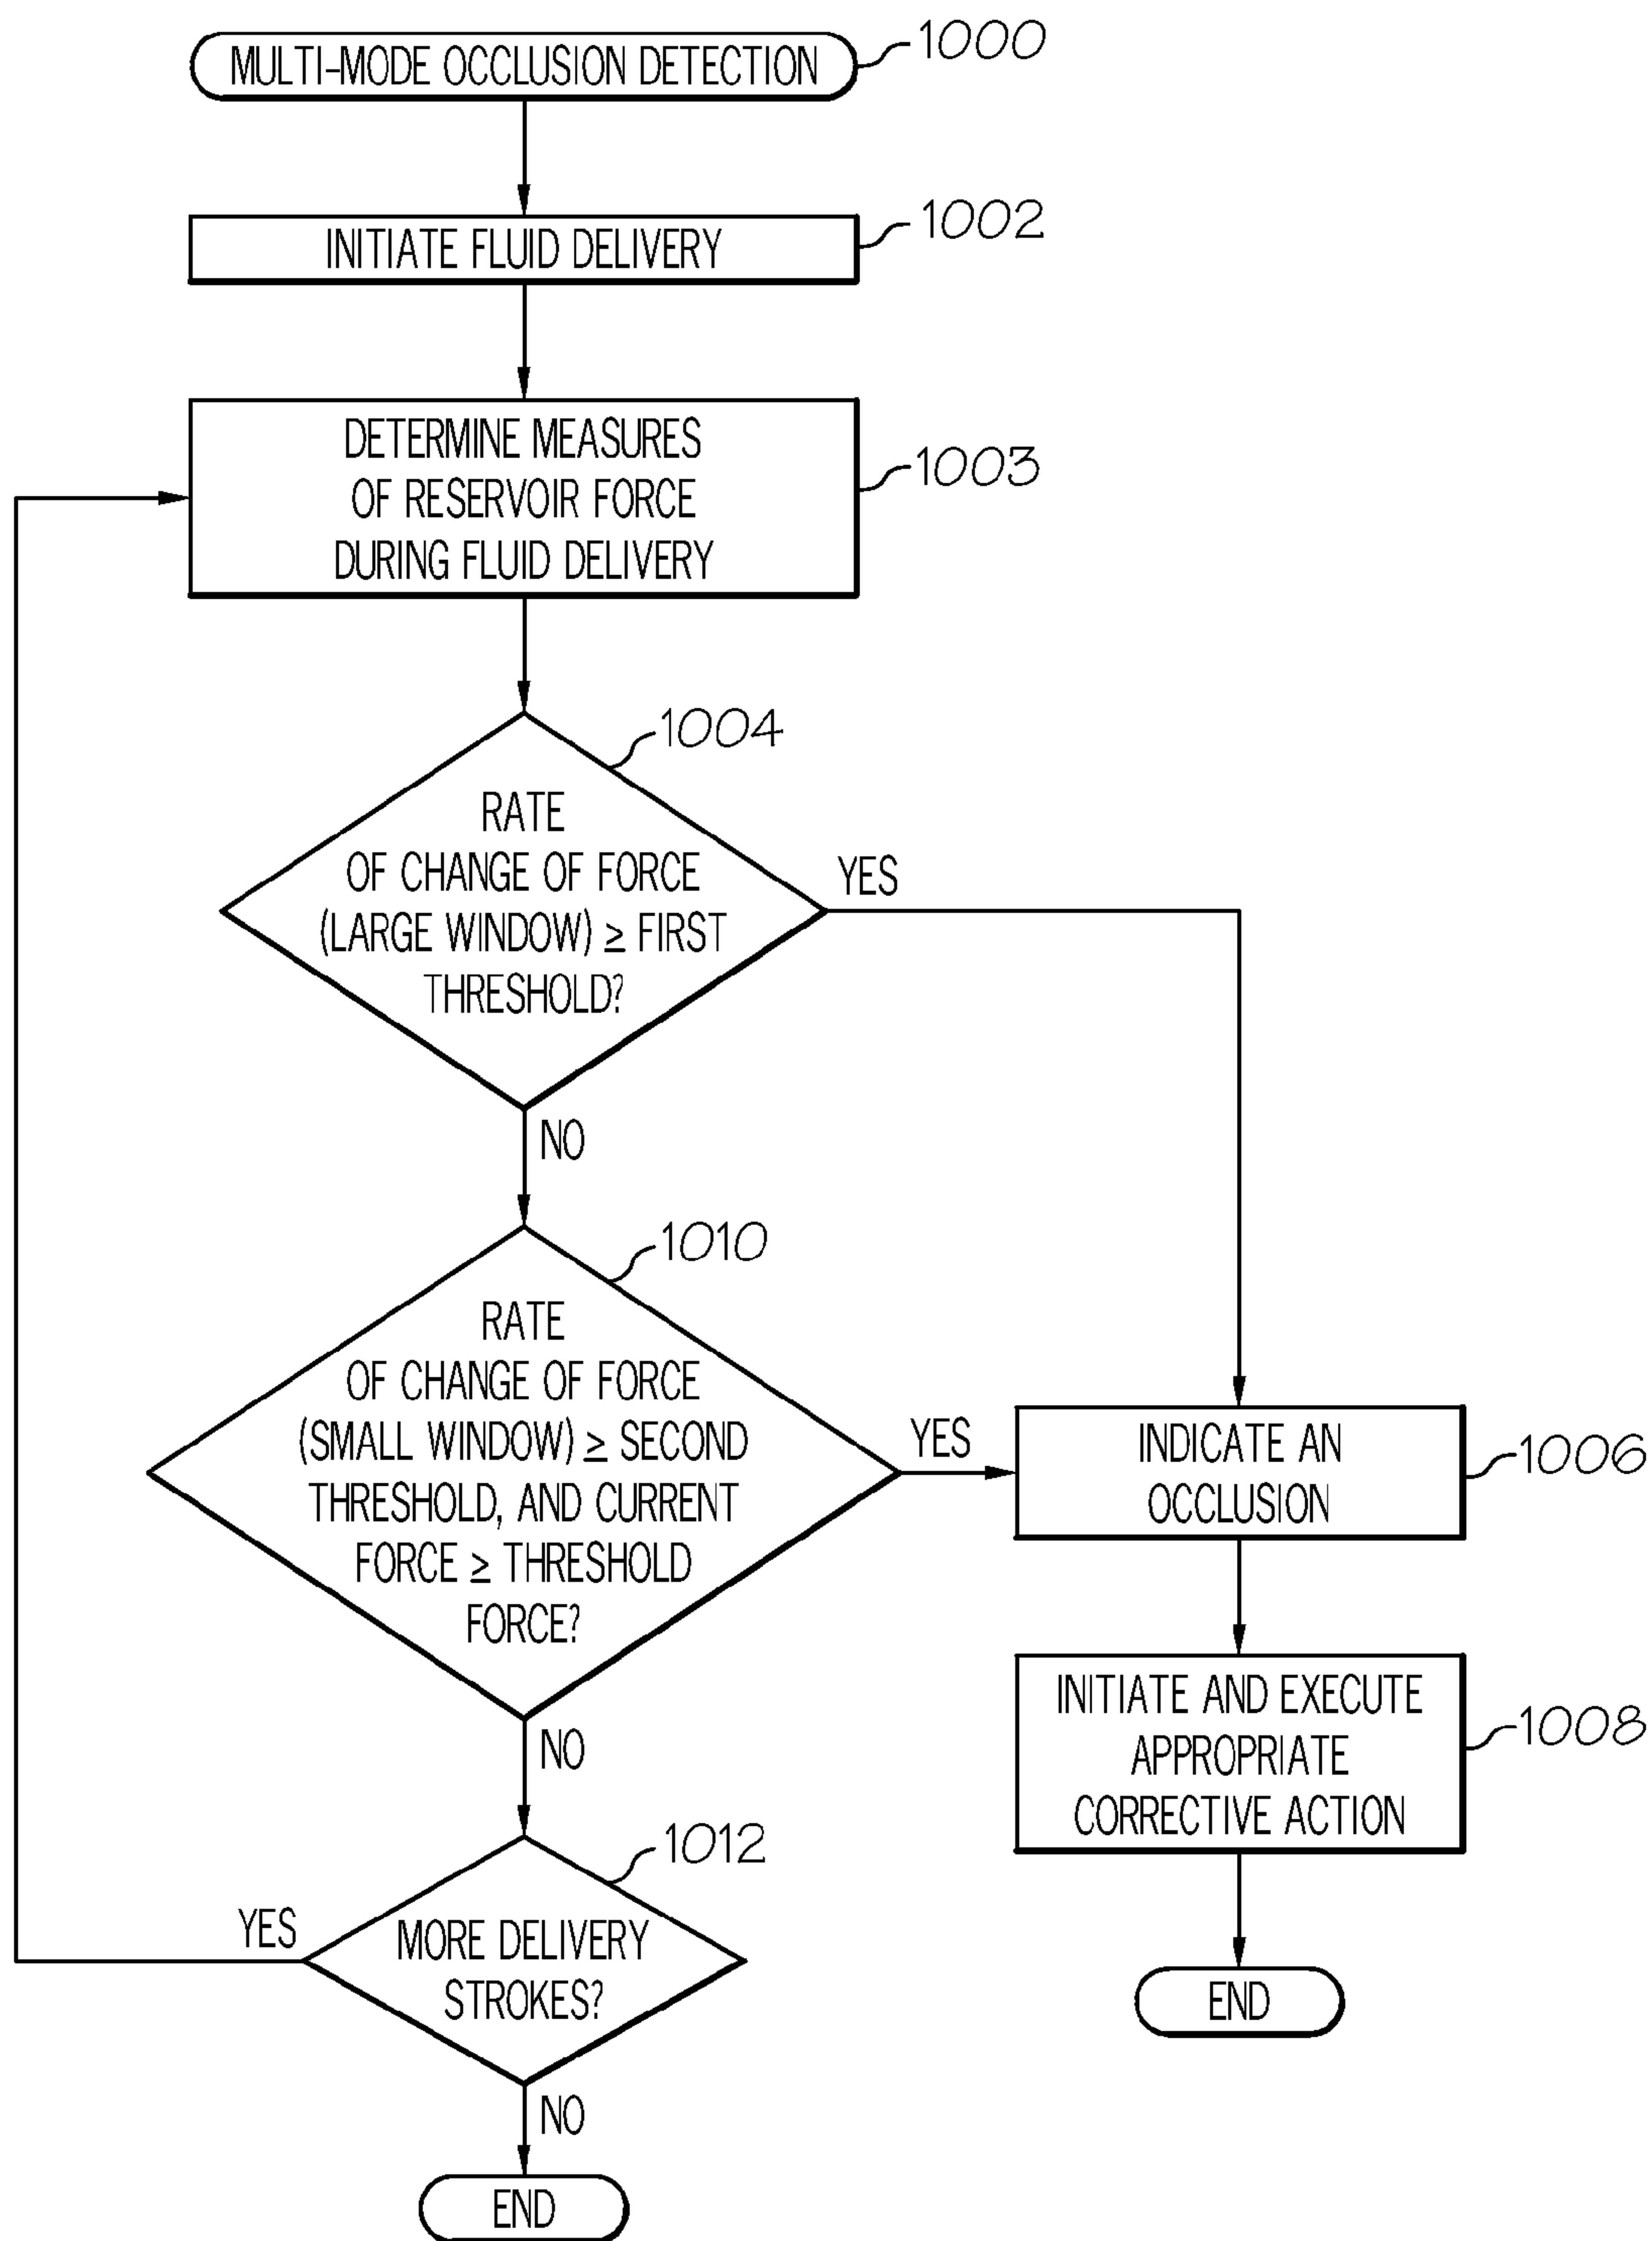 MULTI-MODE OCCLUSION DETECTION
1000
INITIATE FLUID DELIVERY
1002
DETERMINE MEASURES
OF RESERVOIR FORCE
DURING FLUID DELIVERY
1003
1004
RATE
OF CHANGE OF FORCE
(LARGE WINDOW) ≥ FIRST
THRESHOLD?
YES
NO
1010
RATE
OF CHANGE OF FORCE
(SMALL WINDOW) ≥ SECOND
THRESHOLD, AND CURRENT
FORCE ≥ THRESHOLD
FORCE?
YES
NO
INDICATE AN
OCCLUSION
1006
INITIATE AND EXECUTE
APPROPRIATE
CORRECTIVE ACTION
1008
END
1012
MORE DELIVERY
STROKES?
YES
NO
END